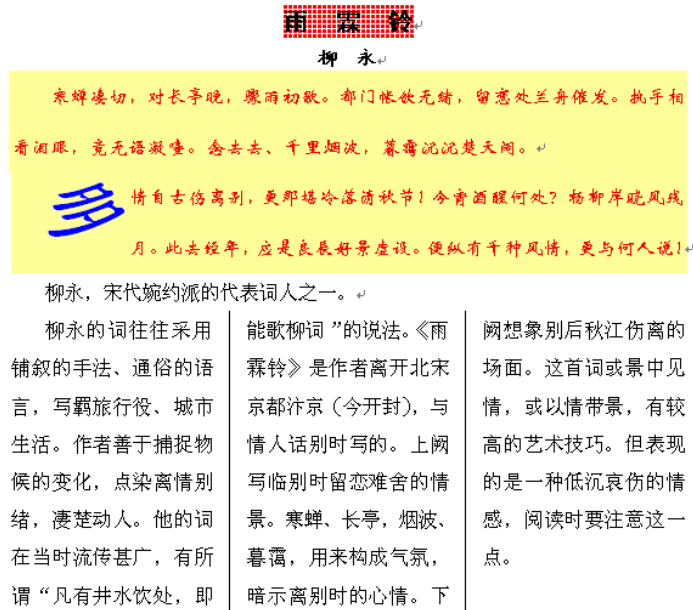 雨 霖 铃
柳 永
寒蝉凄切，对长亭晚，骤雨初歇。都门帐饮无绪，留恋处兰舟催发。执手相
看泪眼，竟无语凝噎。念去去、千里烟波，暮霭沉沉楚天阔。
多情自古伤离别，更那堪冷落清秋节！今宵酒醒何处？杨柳岸晓风残
月。此去经年，应是良辰好景虚设。便纵有千种风情，更与何人说！
柳永，宋代婉约派的代表词人之一。
柳永的词往往采用
铺叙的手法、通俗的语
言，写羁旅行役、城市
生活。作者善于捕捉物
候的变化，点染离情别
绪，凄楚动人。他的词
在当时流传甚广，有所
谓“凡有井水饮处，即
能歌柳词 ”的说法。《雨
霖铃》是作者离开北宋
京都汴京（今开封），与
情人话别时写的。上阙
写临别时留恋难舍的情
景。寒蝉、长亭，烟波、
暮霭，用来构成气氛，
暗示离别时的心情。下
阙想象别后秋江伤离的
场面。这首词或景中见
情，或以情带景，有较
高的艺术技巧。但表现
的是一种低沉哀伤的情
感，阅读时要注意这一
点。